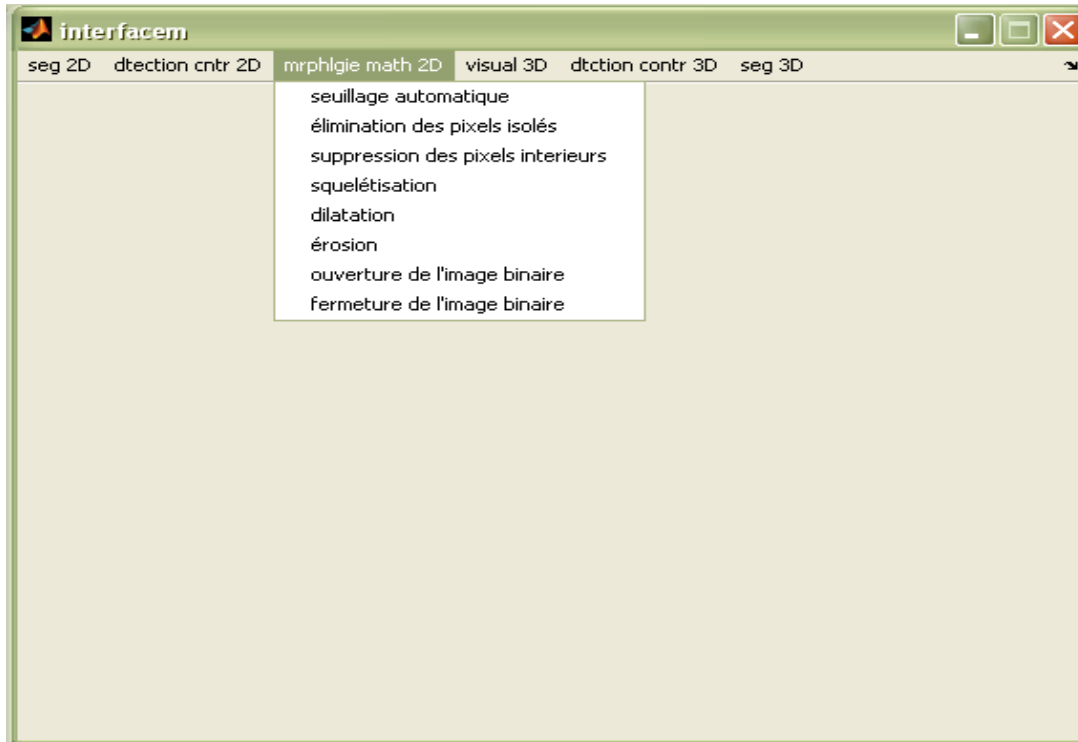 interfacem
seg 2D dtection cntr 2D mrphlgie math 2D visual 3D dtction contr 3D seg 3D
seuillage automatique
élimination des pixels isolés
suppression des pixels interieurs
squelétisation
dilatation
érosion
ouverture de l'image binaire
fermeture de l'image binaire